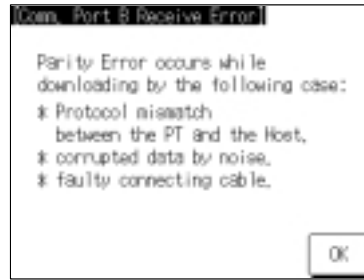 [Comm. Port B Receive Error]
Parity Error occurs while
downloading by the following case:
* Protocol mismatch
between the PT and the Host,
* corrupted data by noise,
* faulty connecting cable,
OK